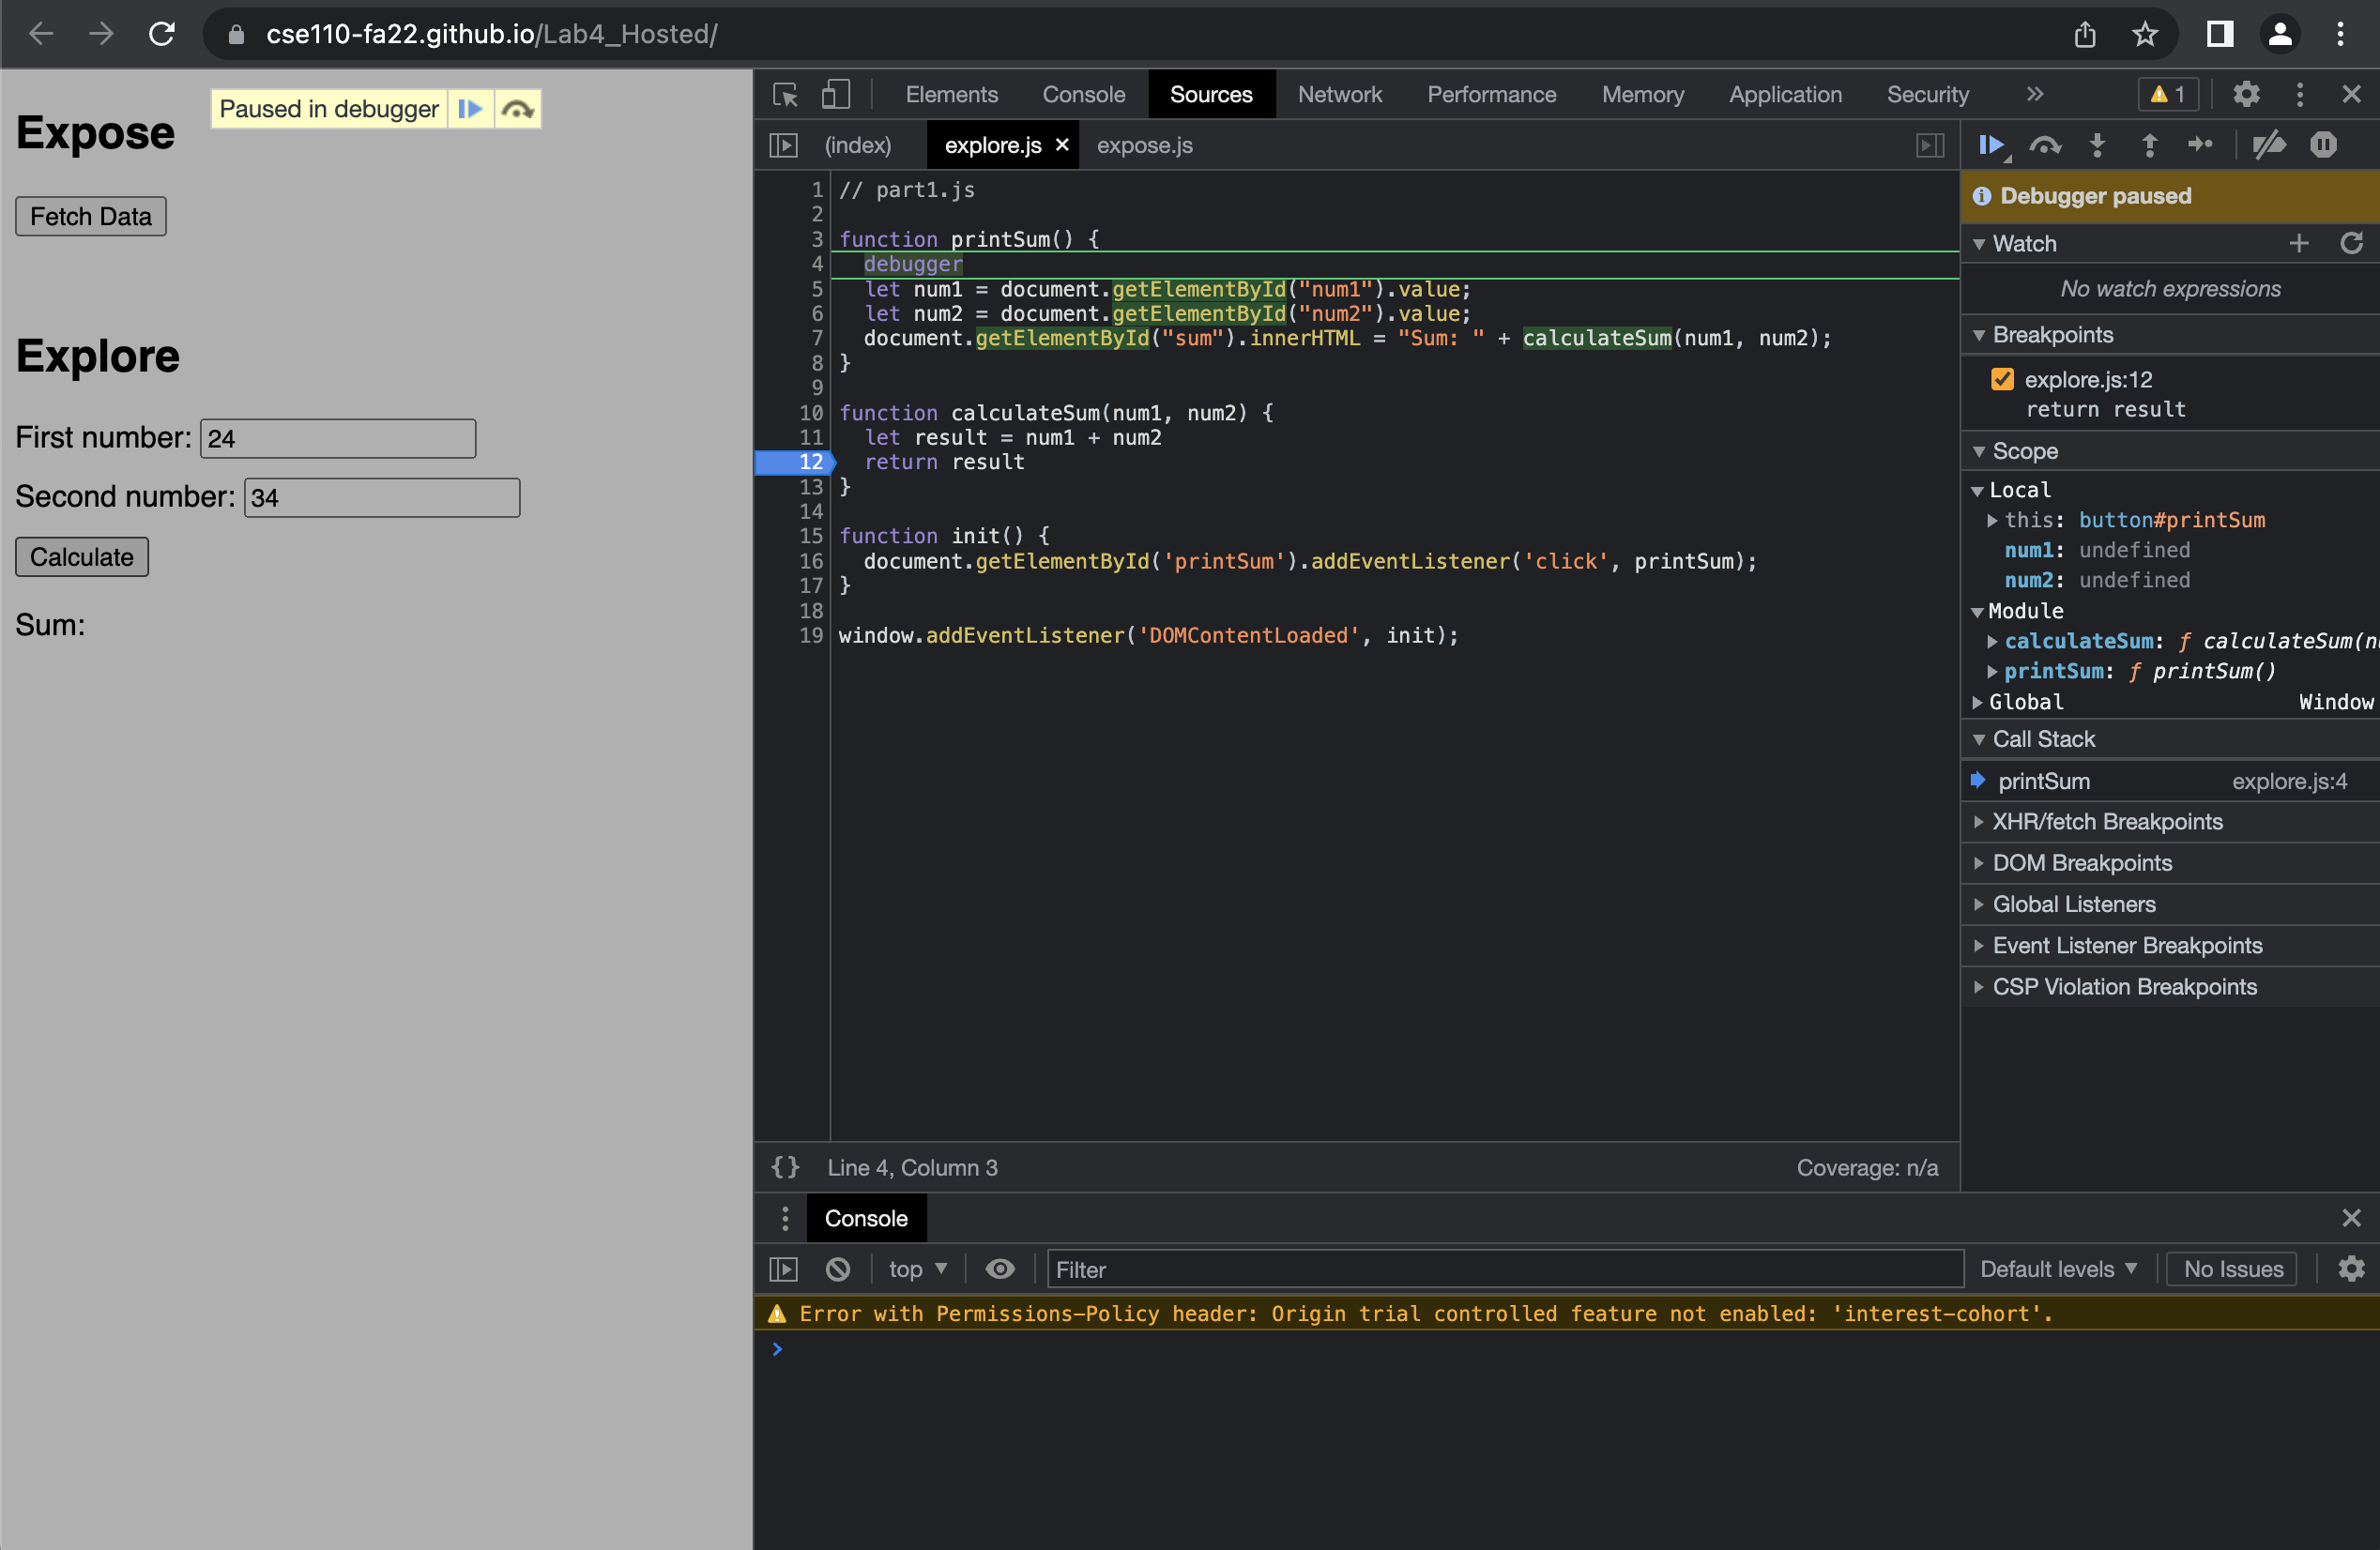 cse110-fa22.github.io/Lab4_Hosted/
Expose
Paused in debugger
Fetch Data
Explore
First number: 24
Second number: 34
Calculate
Sum:
Elements Console Sources Network Performance Memory Application Security » 1
(index) explore.js × expose.js
1 // part1.js
2
3 function printSum() {
4 debugger
5 let num1 = document.getElementById("num1").value;
6 let num2 = document.getElementById("num2").value;
7 document.getElementById("sum").innerHTML = "Sum: " + calculateSum(num1, num2);
8 }
9
10 function calculateSum(num1, num2) {
11 let result = num1 + num2
12 return result
13 }
14
15 function init() {
16 document.getElementById('printSum').addEventListener('click', printSum);
17 }
18
19 window.addEventListener('DOMContentLoaded', init);
{} Line 4, Column 3 Coverage: n/a
Debugger paused
Watch
No watch expressions
Breakpoints
explore.js:12
return result
Scope
Local
this: button#printSum
num1: undefined
num2: undefined
Module
calculateSum: ƒ calculateSum(n
printSum: ƒ printSum()
Global Window
Call Stack
printSum explore.js:4
XHR/fetch Breakpoints
DOM Breakpoints
Global Listeners
Event Listener Breakpoints
CSP Violation Breakpoints
Console
top ▼ Filter Default levels ▼ No Issues
Error with Permissions-Policy header: Origin trial controlled feature not enabled: 'interest-cohort'.
>